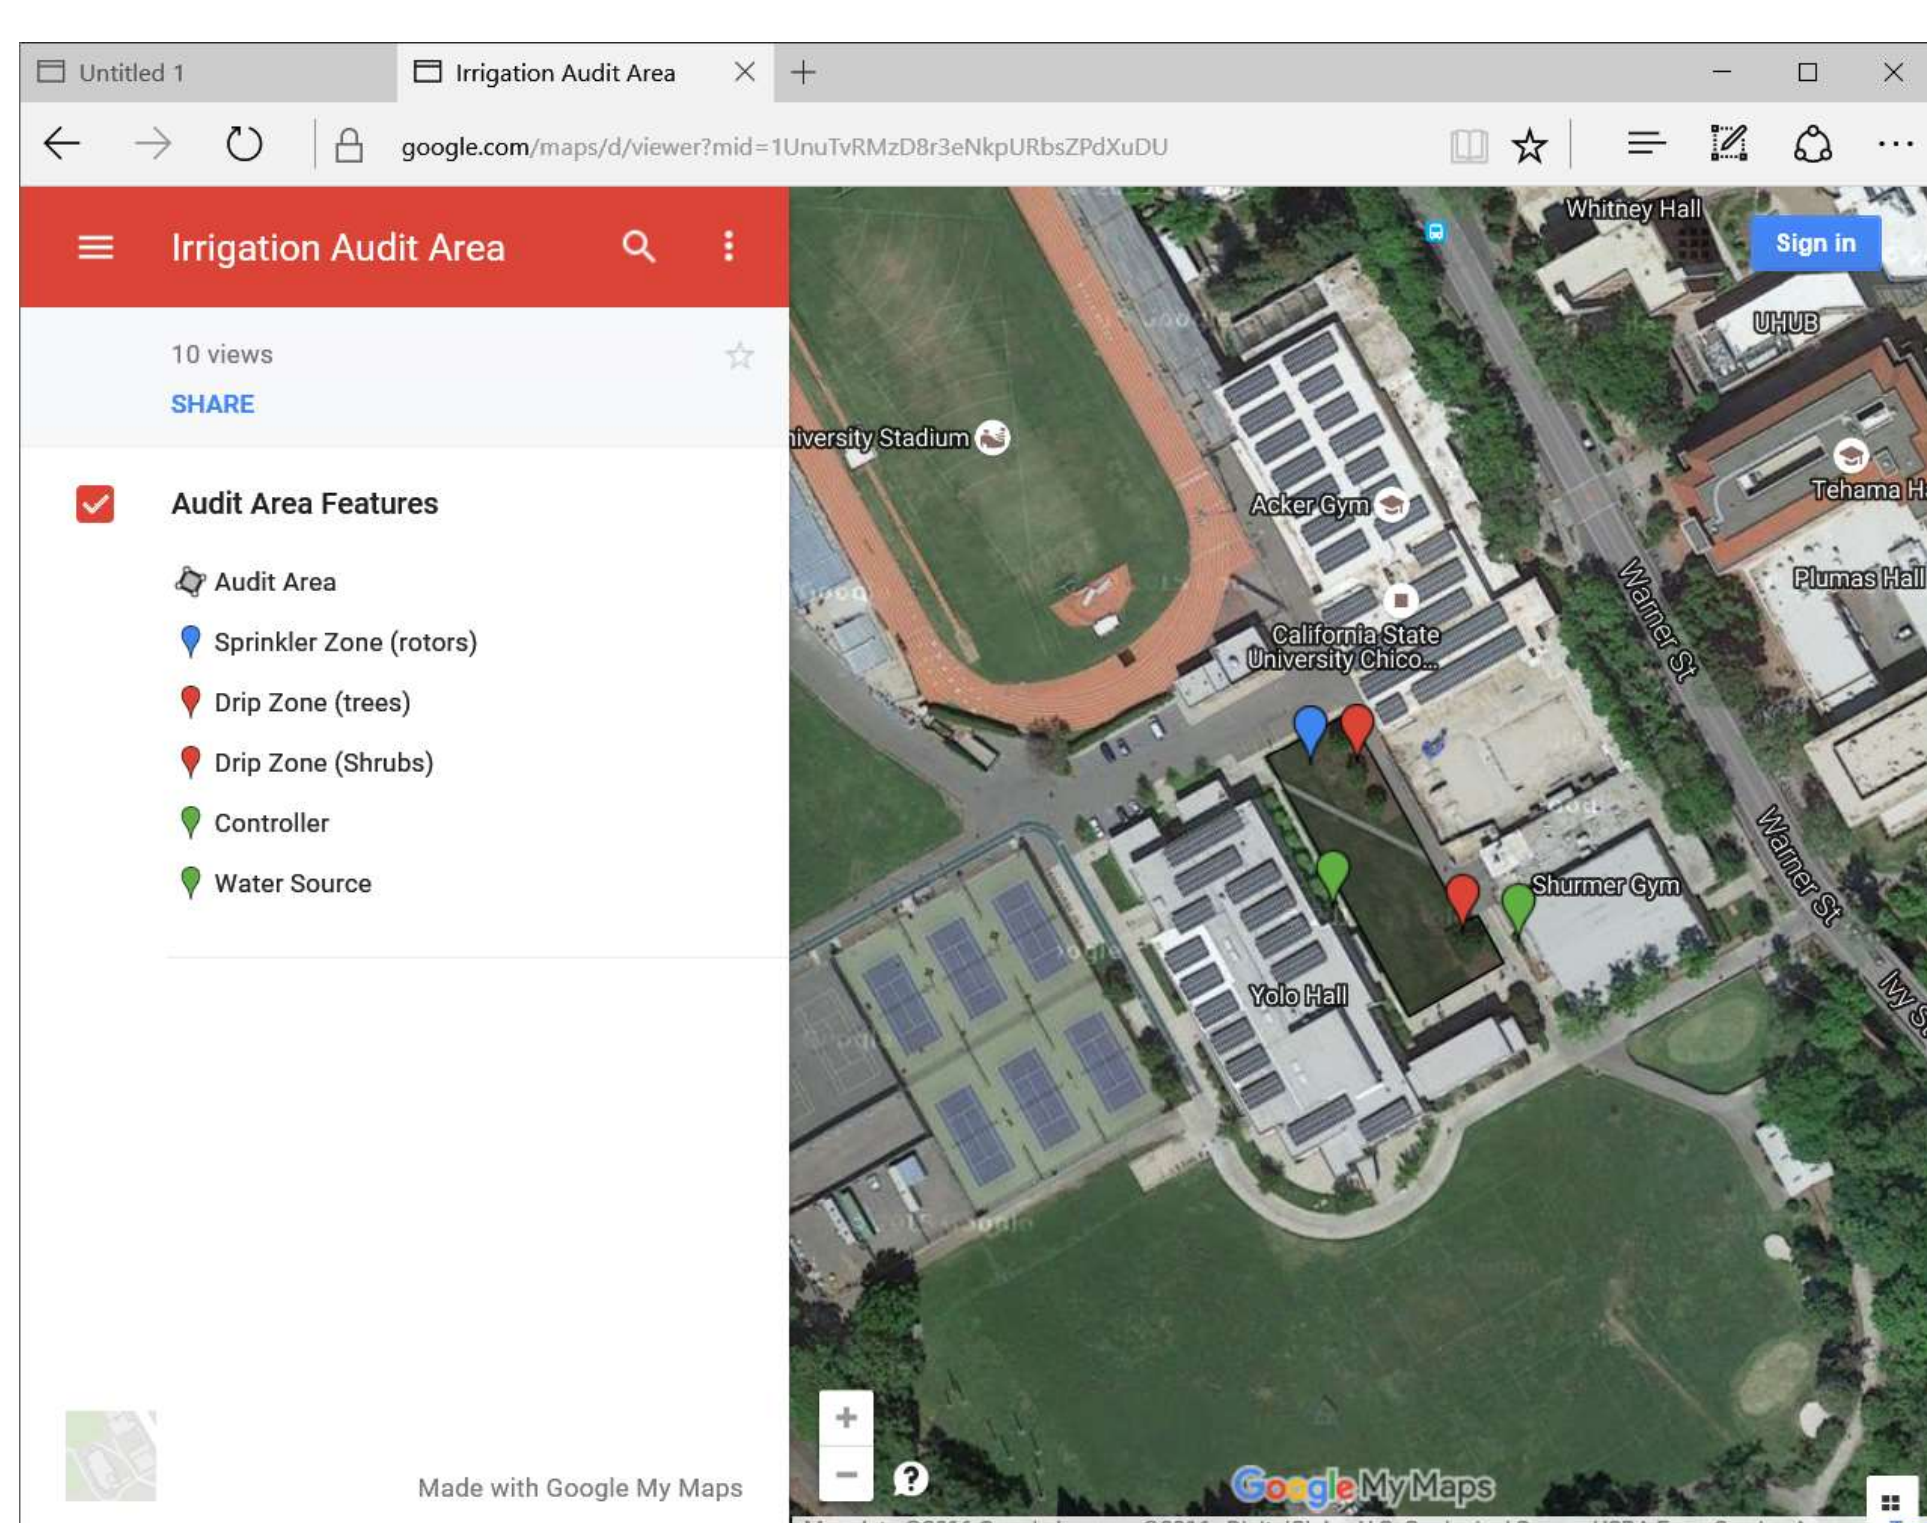 Untitled 1
Irrigation Audit Area
google.com/maps/d/viewer?mid=1UnuTvRMzD8r3eNkpURbsZPdXuDU
Irrigation Audit Area
10 views
SHARE
Audit Area Features
Audit Area
Sprinkler Zone (rotors)
Drip Zone (trees)
Drip Zone (Shrubs)
Controller
Water Source
Made with Google My Maps
Whitney Hall
Sign in
UHUB
iversity Stadium
Acker Gym
Tehama H
Plumas Hall
Warner St
California State
University Chico...
Warner St
Shurmer Gym
Yolo Hall
Ivy S
Google My Maps